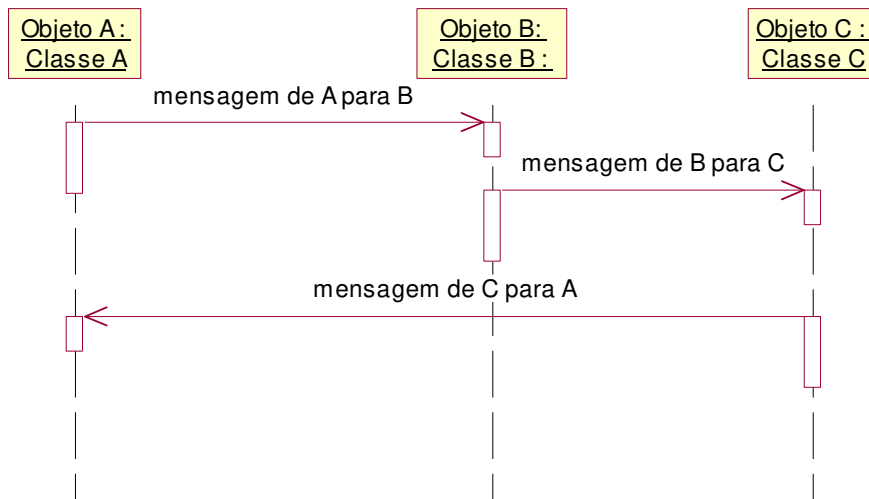 Objeto A :
Classe A
Objeto B:
Classe B :
Objeto C :
Classe C
mensagem de A para B
mensagem de B para C
mensagem de C para A